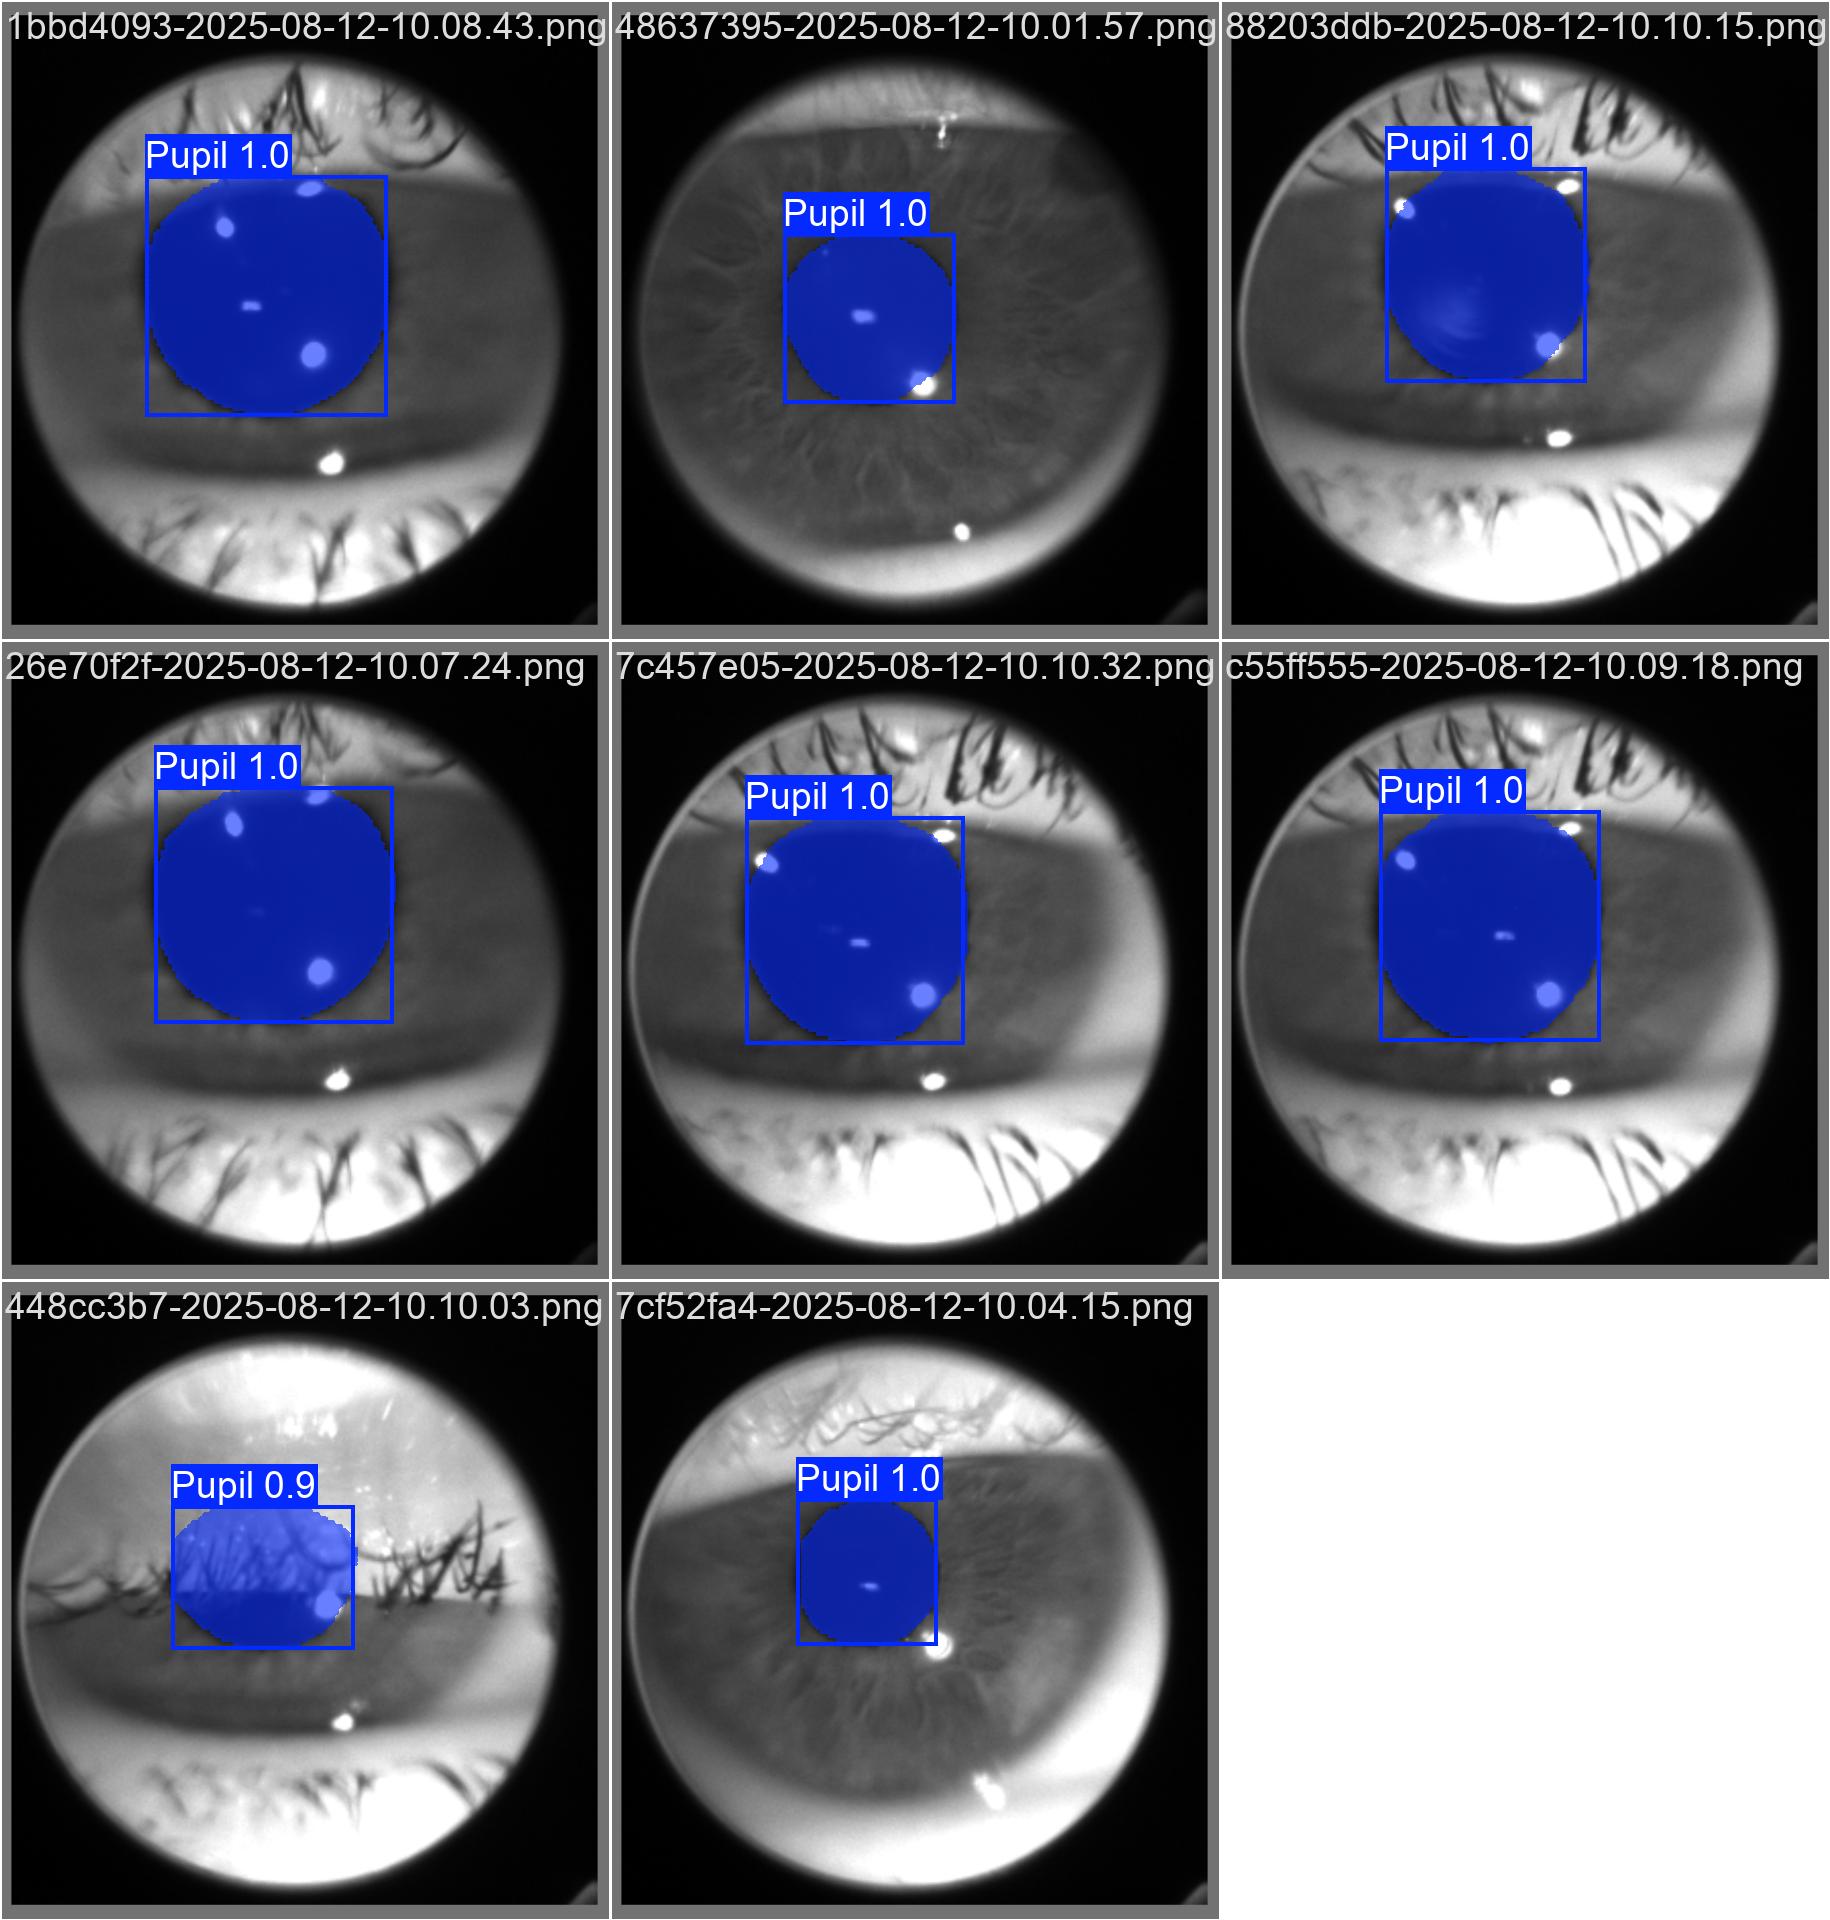 1bbd4093-2025-08-12-10.08.43.png
Pupil 1.0
48637395-2025-08-12-10.01.57.png
Pupil 1.0
88203ddb-2025-08-12-10.10.15.png
Pupil 1.0
26e70f2f-2025-08-12-10.07.24.png
Pupil 1.0
7c457e05-2025-08-12-10.10.32.png
Pupil 1.0
c55ff555-2025-08-12-10.09.18.png
Pupil 1.0
448cc3b7-2025-08-12-10.10.03.png
Pupil 0.9
7cf52fa4-2025-08-12-10.04.15.png
Pupil 1.0